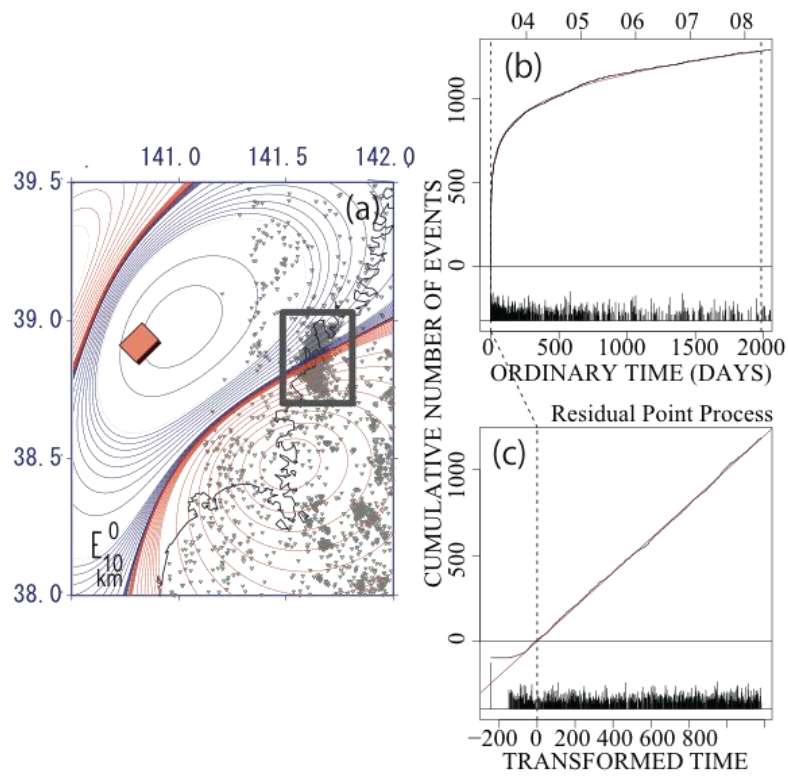 141.0 141.5 142.0
39.5
39.0
38.5
38.0
(a)
0
10
km
04 05 06 07 08
(b)
1000
500
0
0 500 1000 1500 2000
ORDINARY TIME (DAYS)
CUMULATIVE NUMBER OF EVENTS
Residual Point Process
(c)
1000
500
0
−200 0 200 400 600 800
TRANSFORMED TIME